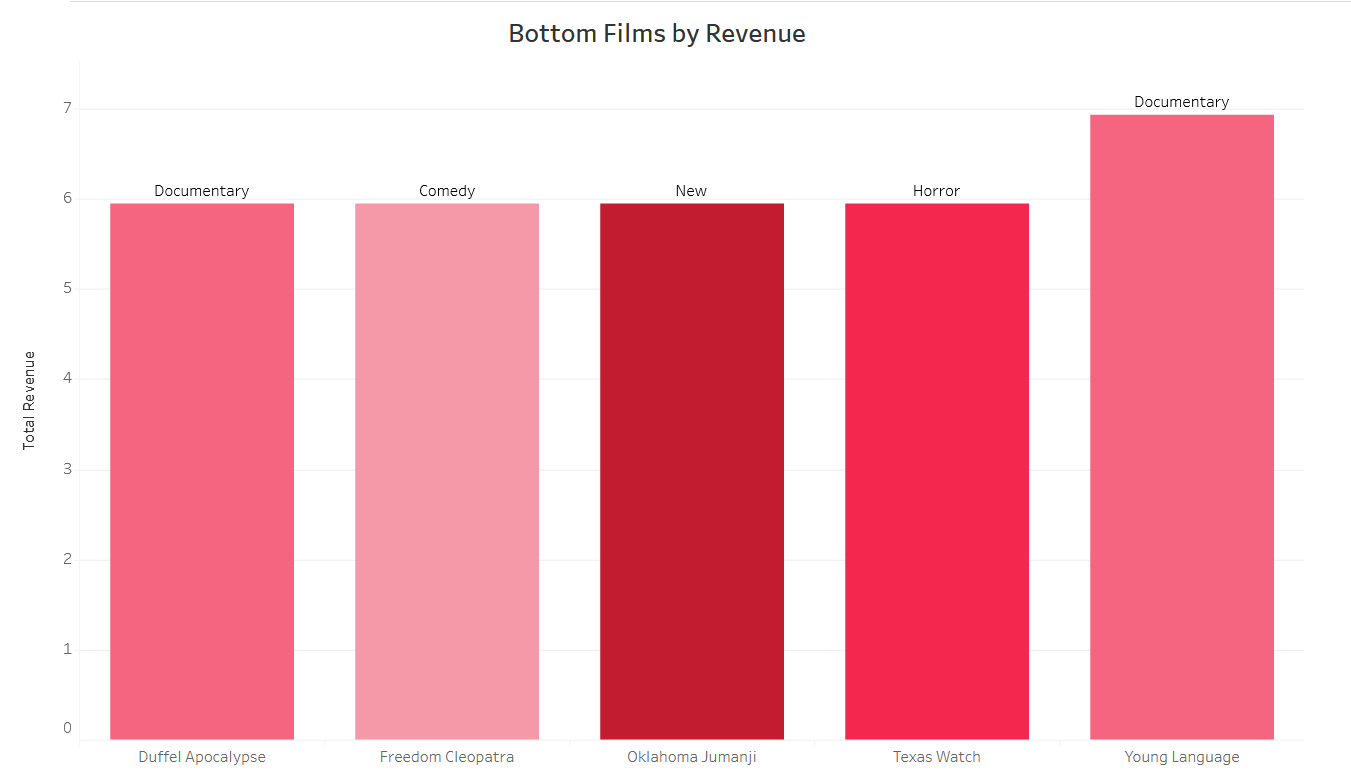 Bottom Films by Revenue
Total Revenue
7
6
5
4
3
2
1
0
Documentary
Comedy
New
Horror
Documentary
Duffel Apocalypse
Freedom Cleopatra
Oklahoma Jumanji
Texas Watch
Young Language